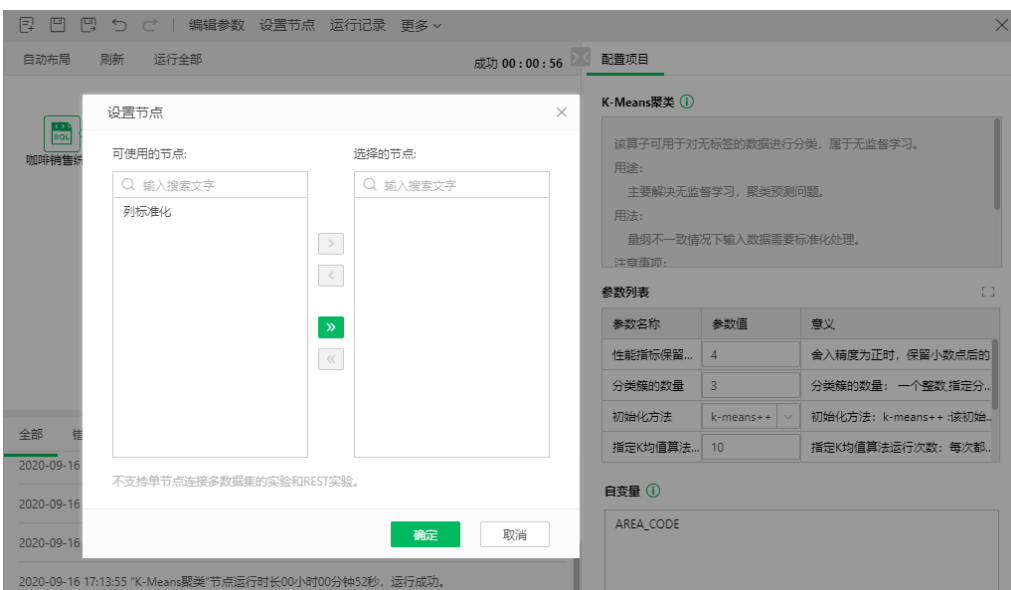 编辑参数 设置节点 运行记录 更多
自动布局 刷新 运行全部 成功 00 : 00 : 56
配置项目
K-Means聚类
该算子可用于对无标签的数据进行分类，属于无监督学习。
用途：
主要解决无监督学习，聚类预测问题。
用法：
量纲不一致情况下输入数据需要标准化处理。
注意事项：
SQL
咖啡销售统
设置节点
可使用的节点:
选择的节点:
输入搜索文字
输入搜索文字
列标准化
不支持单节点连接多数据集的实验和REST实验。
确定 取消
参数列表
参数名称 参数值 意义
性能指标保留... 4 舍入精度为正时，保留小数点后的
分类簇的数量 3 分类簇的数量： 一个整数,指定分..
初始化方法 k-means++ 初始化方法：k-means++ :该初始..
指定K均值算法... 10 指定K均值算法运行次数：每次都..
自变量
AREA_CODE
全部 错
2020-09-16
2020-09-16
2020-09-16
2020-09-16 17:13:55 “K-Means聚类”节点运行时长00小时00分钟52秒，运行成功。